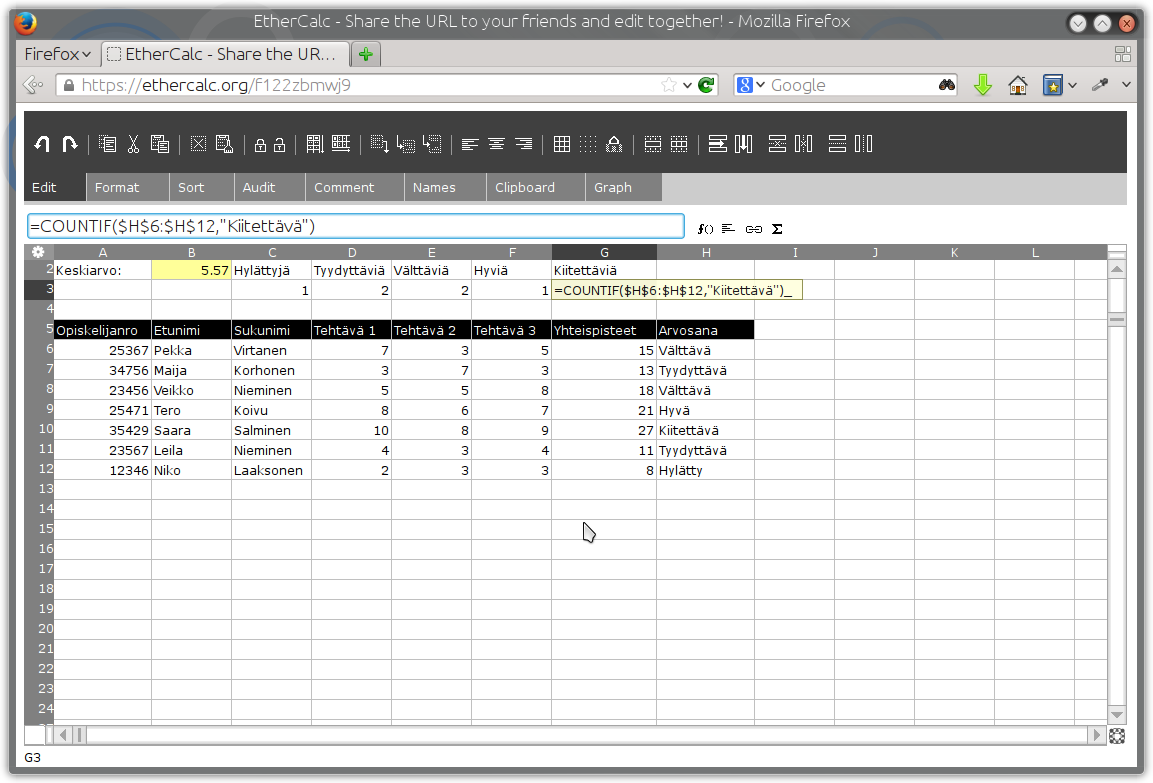 EtherCalc - Share the URL to your friends and edit together! - Mozilla Firefox
Firefox EtherCalc - Share the UR...
https://ethercalc.org/f122zbmwj9 8 Google
Edit Format Sort Audit Comment Names Clipboard Graph
=COUNTIF($H$6:$H$12,"Kiitettävä") f() Σ
A B C D E F G H I J K L
2 Keskiarvo: 5.57 Hylättyjä Tyydyttäviä Välttäviä Hyviä Kiitettäviä
3 1 2 2 1 =COUNTIF($H$6:$H$12,"Kiitettävä")_
4
5 Opiskelijanro Etunimi Sukunimi Tehtävä 1 Tehtävä 2 Tehtävä 3 Yhteispisteet Arvosana
6 25367 Pekka Virtanen 7 3 5 15 Välttävä
7 34756 Maija Korhonen 3 7 3 13 Tyydyttävä
8 23456 Veikko Nieminen 5 5 8 18 Välttävä
9 25471 Tero Koivu 8 6 7 21 Hyvä
10 35429 Saara Salminen 10 8 9 27 Kiitettävä
11 23567 Leila Nieminen 4 3 4 11 Tyydyttävä
12 12346 Niko Laaksonen 2 3 3 8 Hylätty
13
14
15
16
17
18
19
20
21
22
23
24
G3